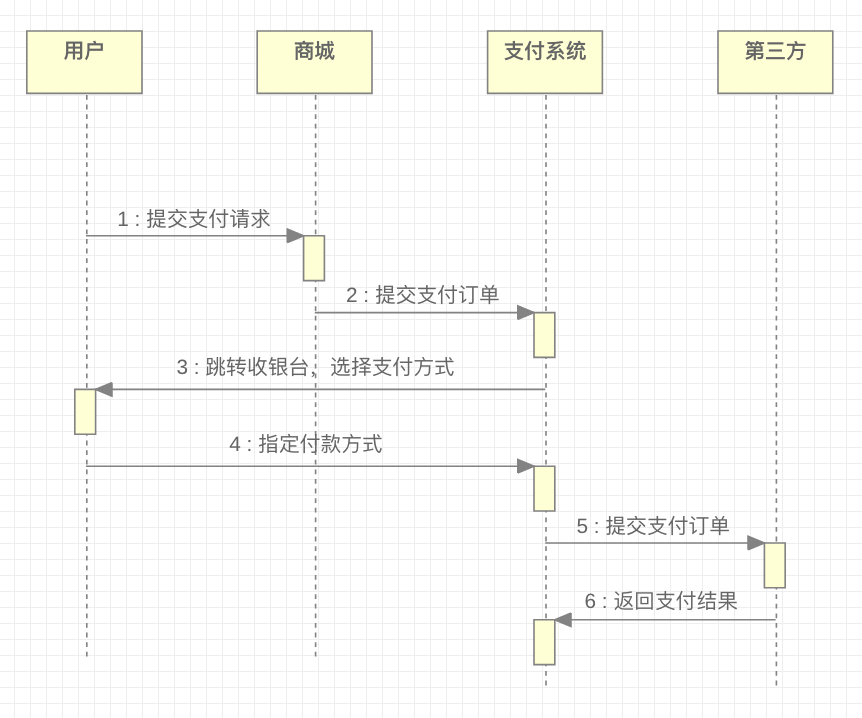 用户
商城
支付系统
第三方
1 : 提交支付请求
2 : 提交支付订单
3 : 跳转收银台，选择支付方式
4 : 指定付款方式
5 : 提交支付订单
6 : 返回支付结果